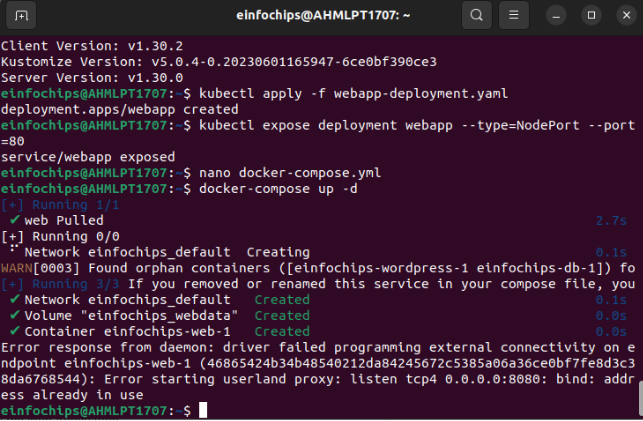 einfochips@AHMLPT1707: ~
Client Version: v1.30.2
Kustomize Version: v5.0.4-0.20230601165947-6ce0bf390ce3
Server Version: v1.30.0
einfochips@AHMLPT1707:~$ kubectl apply -f webapp-deployment.yaml
deployment.apps/webapp created
einfochips@AHMLPT1707:~$ kubectl expose deployment webapp --type=NodePort --port
=80
service/webapp exposed
einfochips@AHMLPT1707:~$ nano docker-compose.yml
einfochips@AHMLPT1707:~$ docker-compose up -d
[+] Running 1/1
✔ web Pulled 2.7s
[+] Running 0/0
⠋ Network einfochips_default Creating 0.1s
WARN[0003] Found orphan containers ([einfochips-wordpress-1 einfochips-db-1]) fo
[+] Running 3/3 If you removed or renamed this service in your compose file, you
✔ Network einfochips_default Created 0.1s
✔ Volume "einfochips_webdata" Created 0.0s
✔ Container einfochips-web-1 Created 0.0s
Error response from daemon: driver failed programming external connectivity on e
ndpoint einfochips-web-1 (46865424b34b48540212da84245672c5385a06a36ce0bf7fe8d3c3
8da6768544): Error starting userland proxy: listen tcp4 0.0.0.0:8080: bind: addr
ess already in use
einfochips@AHMLPT1707:~$